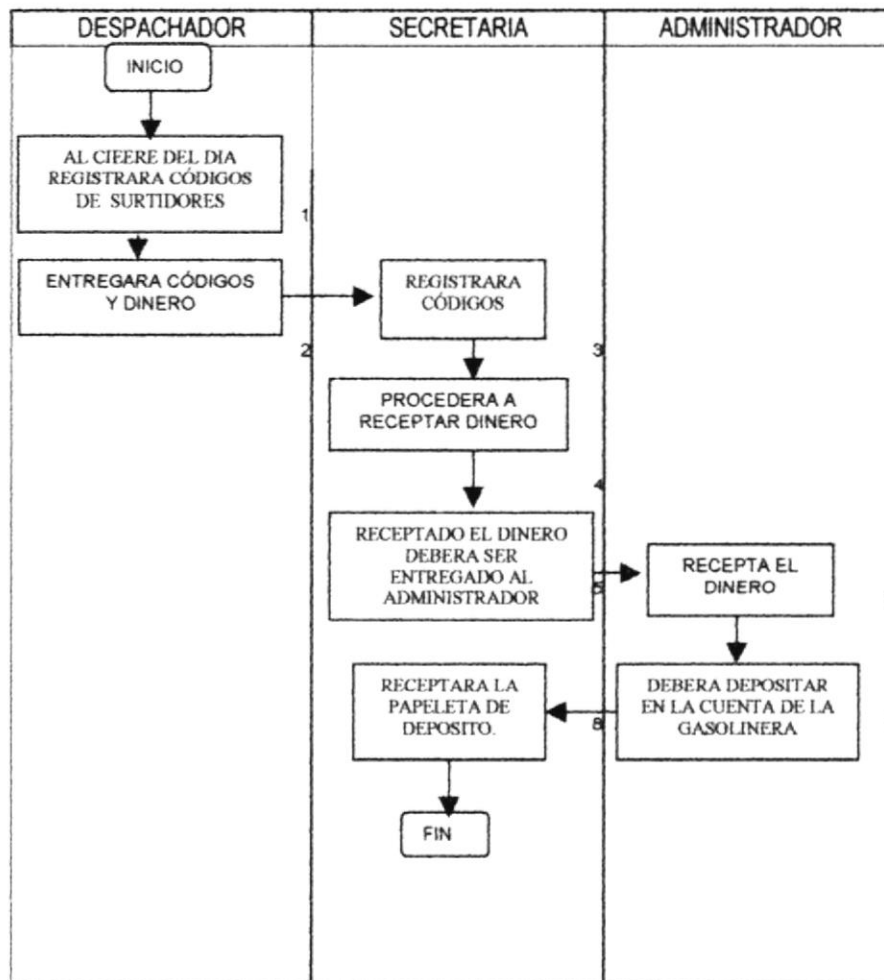 DESPACHADOR SECRETARIA ADMINISTRADOR
INICIO
AL CIEERE DEL DIA
REGISTRARA CÓDIGOS
DE SURTIDORES
1
ENTREGARA CÓDIGOS
Y DINERO
2
REGISTRARA
CÓDIGOS
3
PROCEDERA A
RECEPTAR DINERO
4
RECEPTADO EL DINERO
DEBERA SER
ENTREGADO AL
ADMINISTRADOR
5
RECEPTA EL
DINERO
DEBERA DEPOSITAR
EN LA CUENTA DE LA
GASOLINERA
8
RECEPTARA LA
PAPELETA DE
DEPOSITO.
FIN